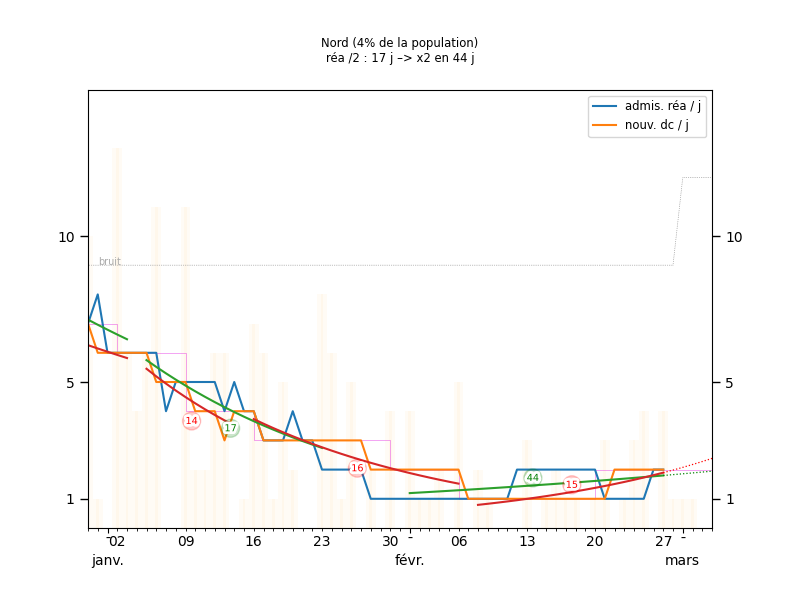 Nord (4% de la population)
réa /2 : 17 j –> x2 en 44 j
admis. réa / j
nouv. dc / j
bruit
10
10
5
5
1
1
14
17
16
44
15
02
09
16
23
30
06
13
20
27
janv.
févr.
mars